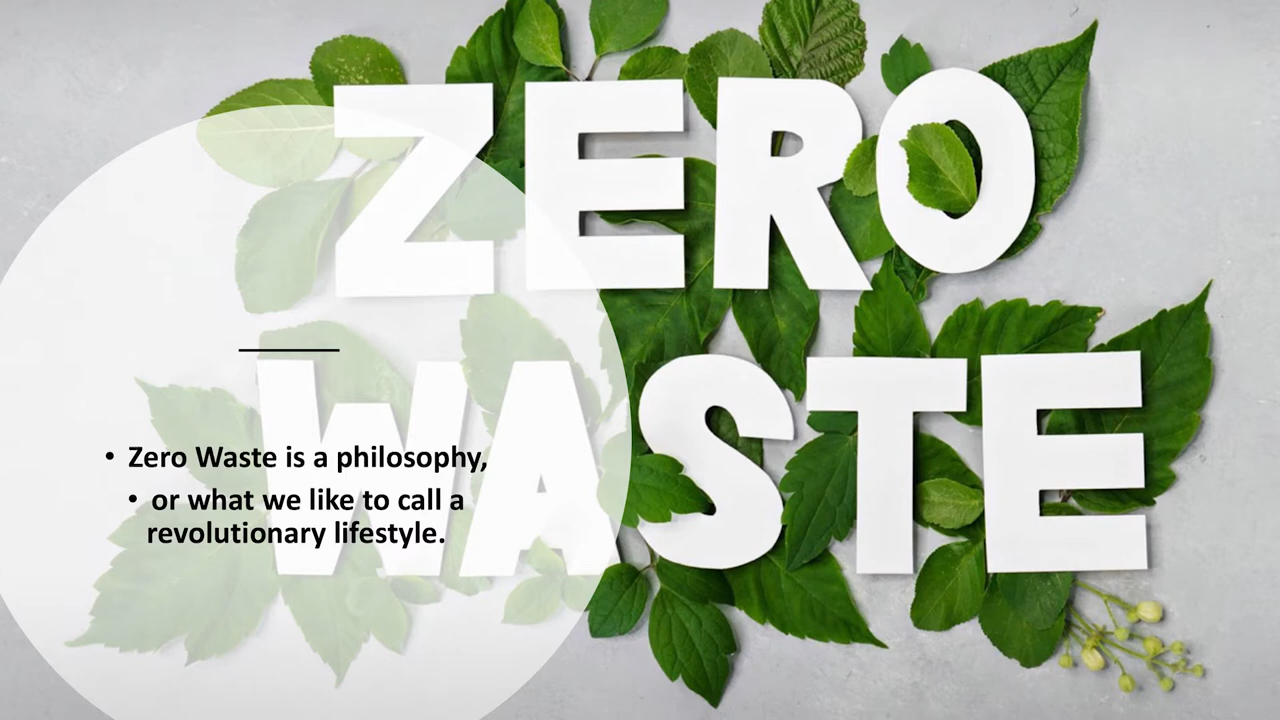 ZERO
WASTE
• Zero Waste is a philosophy,
• or what we like to call a
revolutionary lifestyle.